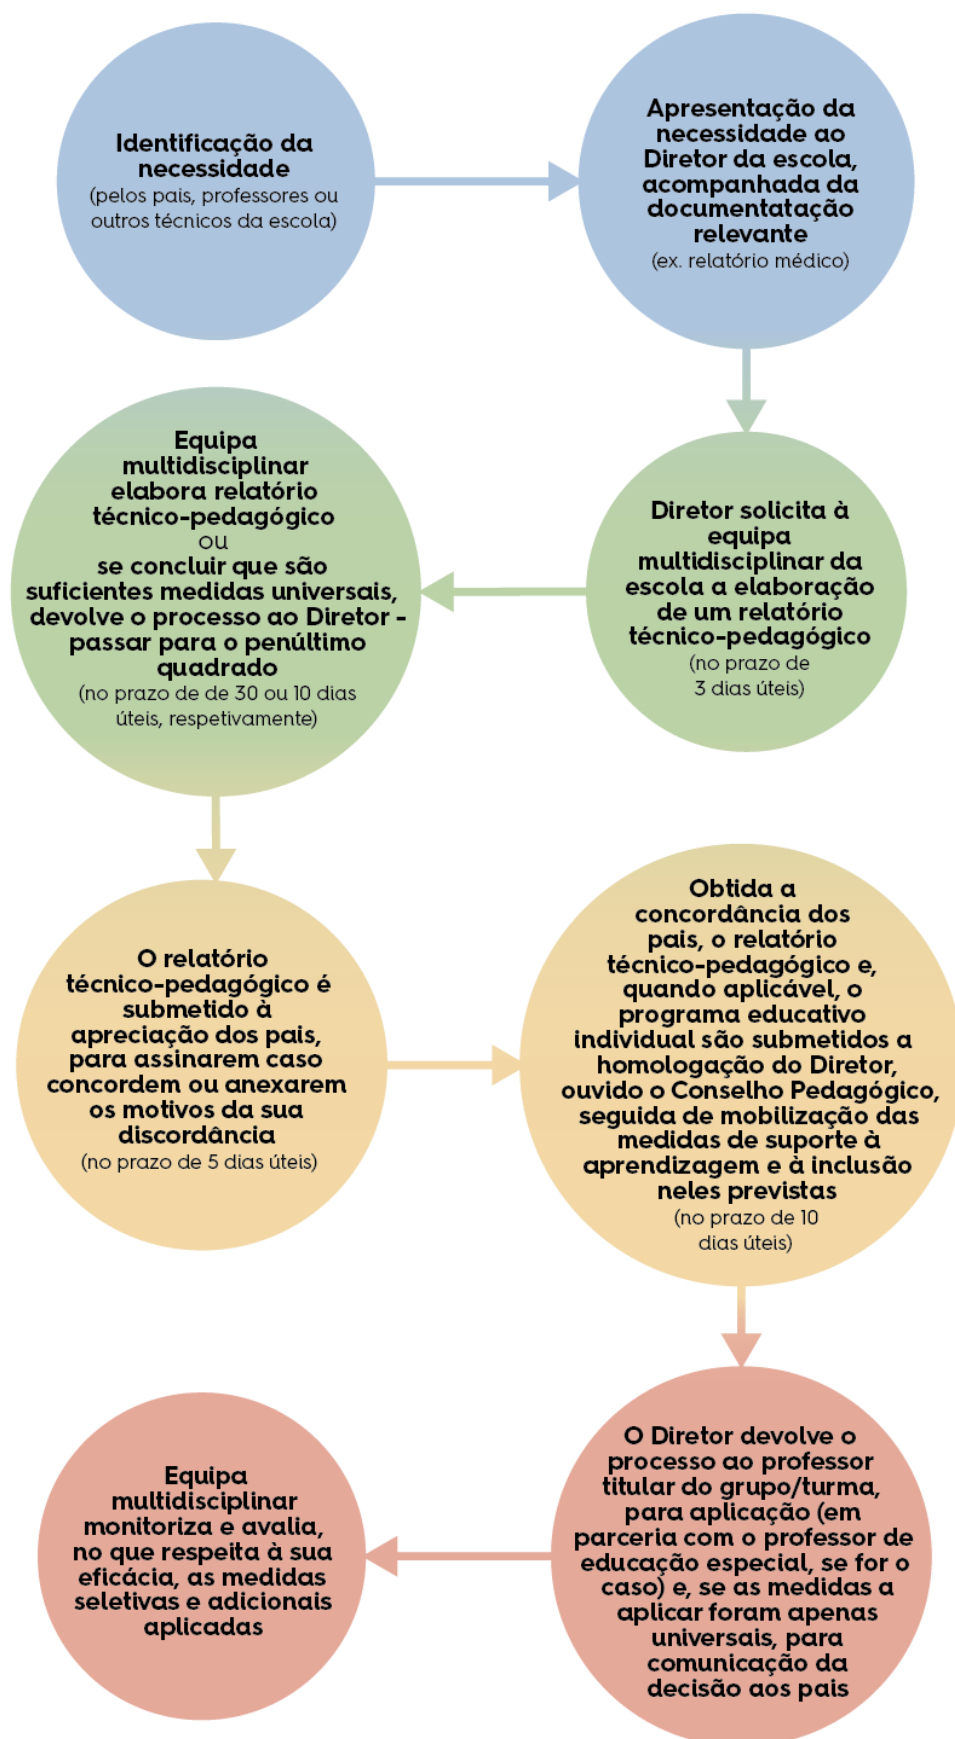 Identificação da
necessidade
(pelos pais, professores ou
outros técnicos da escola)
Apresentação da
necessidade ao
Diretor da escola,
acompanhada da
documentatação
relevante
(ex. relatório médico)
Diretor solicita à
equipa
multidisciplinar da
escola a elaboração
de um relatório
técnico-pedagógico
(no prazo de
3 dias úteis)
Equipa
multidisciplinar
elabora relatório
técnico-pedagógico
ou
se concluir que são
suficientes medidas universais,
devolve o processo ao Diretor -
passar para o penúltimo
quadrado
(no prazo de de 30 ou 10 dias
úteis, respetivamente)
O relatório
técnico-pedagógico é
submetido à
apreciação dos pais,
para assinarem caso
concordem ou anexarem
os motivos da sua
discordância
(no prazo de 5 dias úteis)
Obtida a
concordância dos
pais, o relatório
técnico-pedagógico e,
quando aplicável, o
programa educativo
individual são submetidos a
homologação do Diretor,
ouvido o Conselho Pedagógico,
seguida de mobilização das
medidas de suporte à
aprendizagem e à inclusão
neles previstas
(no prazo de 10
dias úteis)
O Diretor devolve o
processo ao professor
titular do grupo/turma,
para aplicação (em
parceria com o professor de
educação especial, se for o
caso) e, se as medidas a
aplicar foram apenas
universais, para
comunicação da
decisão aos pais
Equipa
multidisciplinar
monitoriza e avalia,
no que respeita à sua
eficácia, as medidas
seletivas e adicionais
aplicadas